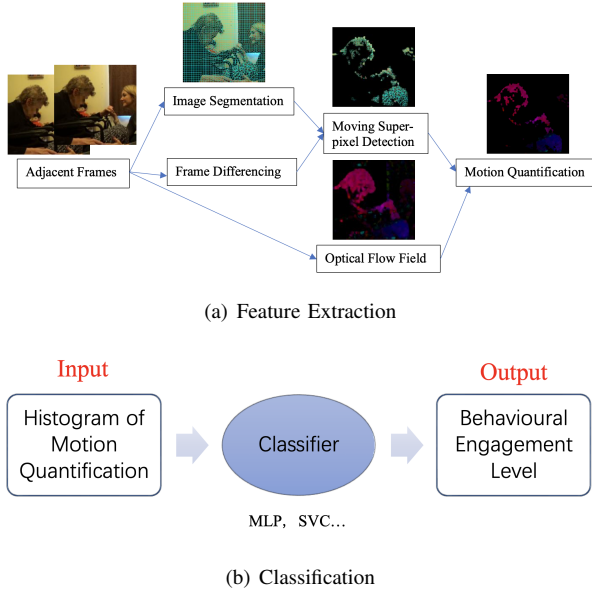 Image Segmentation
Moving Super-
pixel Detection
Adjacent Frames
Frame Differencing
Motion Quantification
Optical Flow Field
(a) Feature Extraction
Input
Output
Histogram of
Motion
Quantification
Classifier
Behavioural
Engagement
Level
MLP, SVC...
(b) Classification